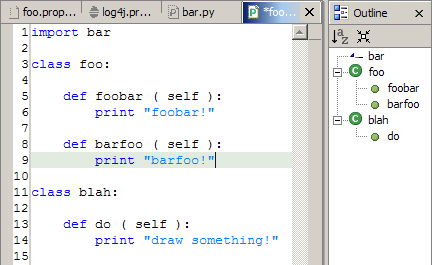 foo.prop... log4j.pr... bar.py *foo...
1 import bar
2
3 class foo:
4
5     def foobar ( self ):
6         print "foobar!"
7
8     def barfoo ( self ):
9         print "barfoo!"
10
11 class blah:
12
13     def do ( self ):
14         print "draw something!"
15
Outline
az
bar
C foo
foobar
barfoo
C blah
do